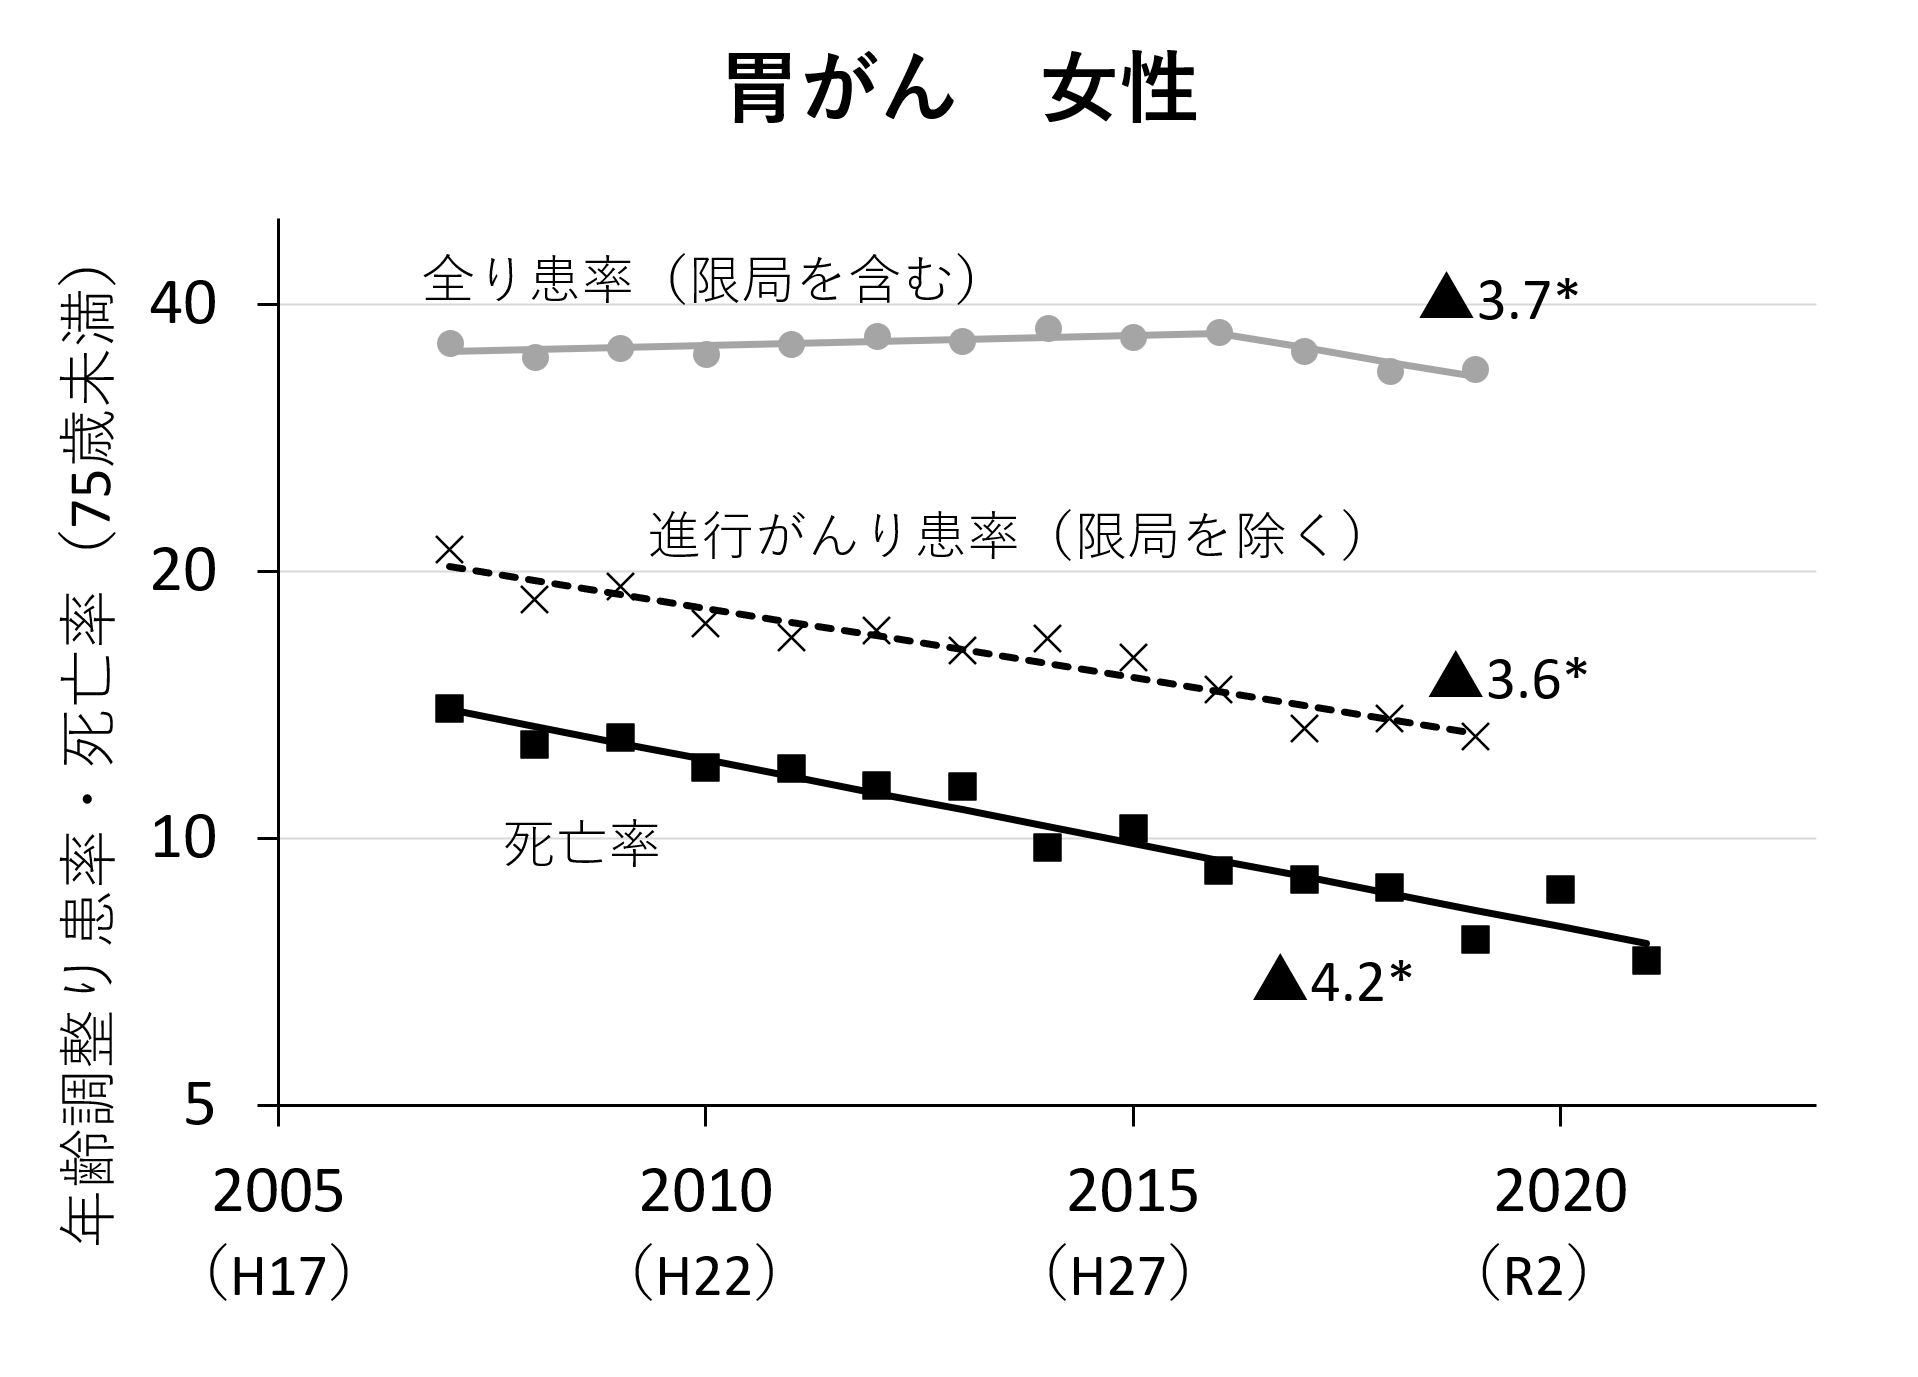 胃がん　女性
年齢調整り患率・死亡率（75歳未満）
40
20
10
5
全り患率（限局を含む）
▲3.7*
進行がんり患率（限局を除く）
▲3.6*
死亡率
▲4.2*
2005 2010 2015 2020
（H17） （H22） （H27） （R2）